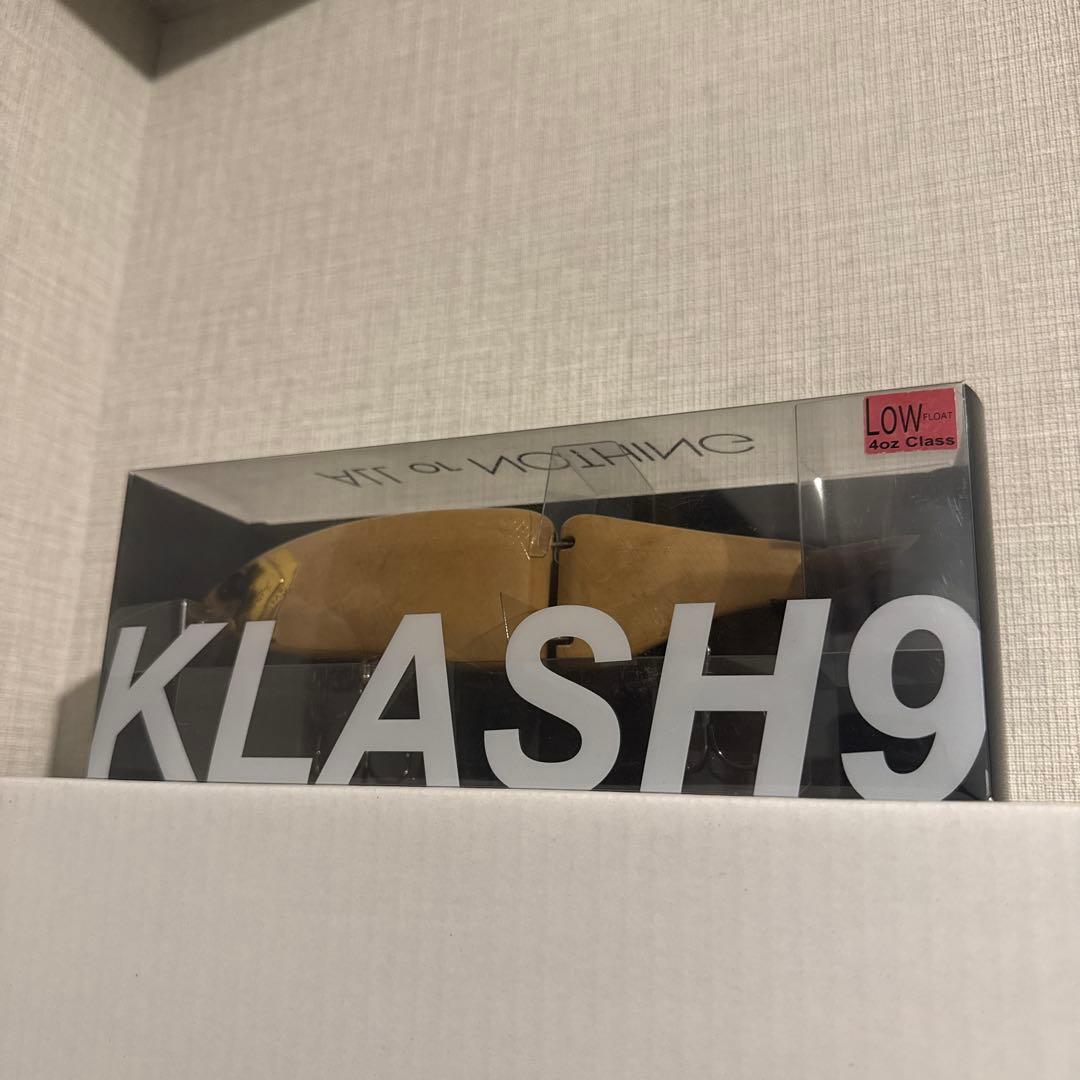 ALL or NOTHING
LOW FLOAT
4oz Class
KLASH9